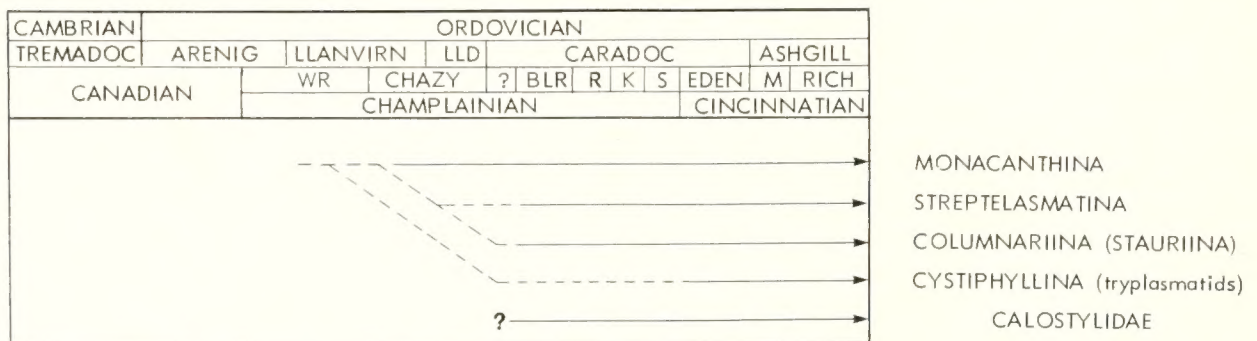 CAMBRIAN ORDOVICIAN
TREMADOC ARENIG LLANVIRN LLD CARADOC ASHGILL
CANADIAN WR CHAZY ? BLR R K S EDEN M RICH
CHAMPLAINIAN CINCINNATIAN
MONACANTHINA
STREPTELASMATINA
COLUMNARIINA (STAURIINA)
CYSTIPHYLLINA (tryplasmatids)
? CALOSTYLIDAE